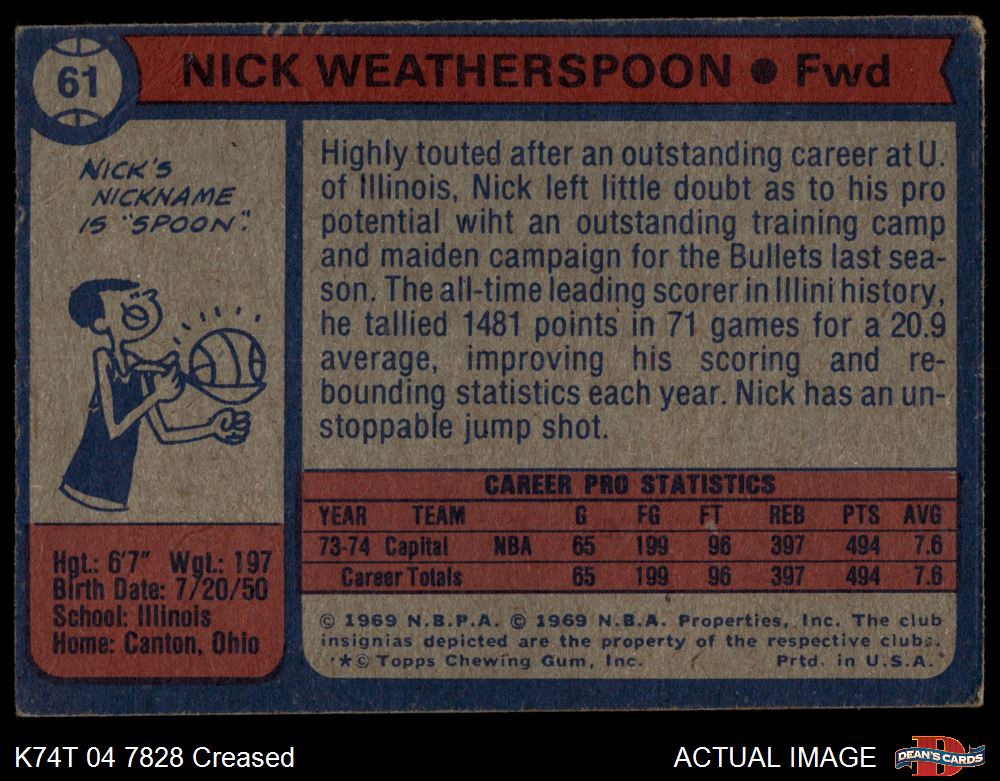 61
NICK WEATHERSPOON ● Fwd
NICK'S
NICKNAME
IS "SPOON".
Highly touted after an outstanding career at U.
of Illinois, Nick left little doubt as to his pro
potential wiht an outstanding training camp
and maiden campaign for the Bullets last sea-
son. The all-time leading scorer in Illini history,
he tallied 1481 points in 71 games for a 20.9
average, improving his scoring and re-
bounding statistics each year. Nick has an un-
stoppable jump shot.
Hgt.: 6'7" Wgt.: 197
Birth Date: 7/20/50
School: Illinois
Home: Canton, Ohio
CAREER PRO STATISTICS
YEAR TEAM G FG FT REB PTS AVG
73-74 Capital NBA 65 199 96 397 494 7.6
Career Totals 65 199 96 397 494 7.6
© 1969 N.B.P.A. © 1969 N.B.A. Properties, Inc. The club
insignias depicted are the property of the respective clubs.
*★© Topps Chewing Gum, Inc. Prtd. in U.S.A.
K74T 04 7828 Creased
ACTUAL IMAGE
D
DEAN'S CARDS